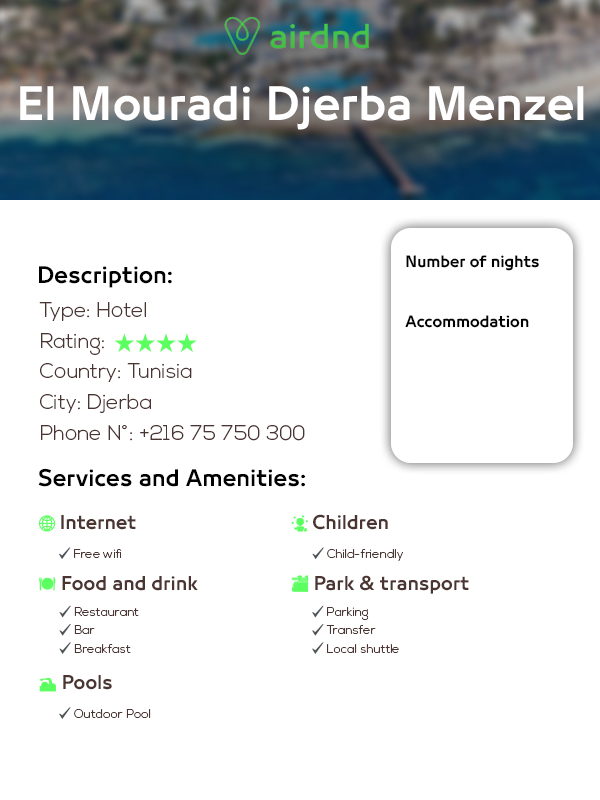 airdnd
El Mouradi Djerba Menzel
Number of nights
Accommodation
Description:
Type: Hotel
Rating:
Country: Tunisia
City: Djerba
Phone N°: +216 75 750 300
Services and Amenities:
Internet
Free wifi
Children
Child-friendly
Food and drink
Restaurant
Bar
Breakfast
Park & transport
Parking
Transfer
Local shuttle
Pools
Outdoor Pool